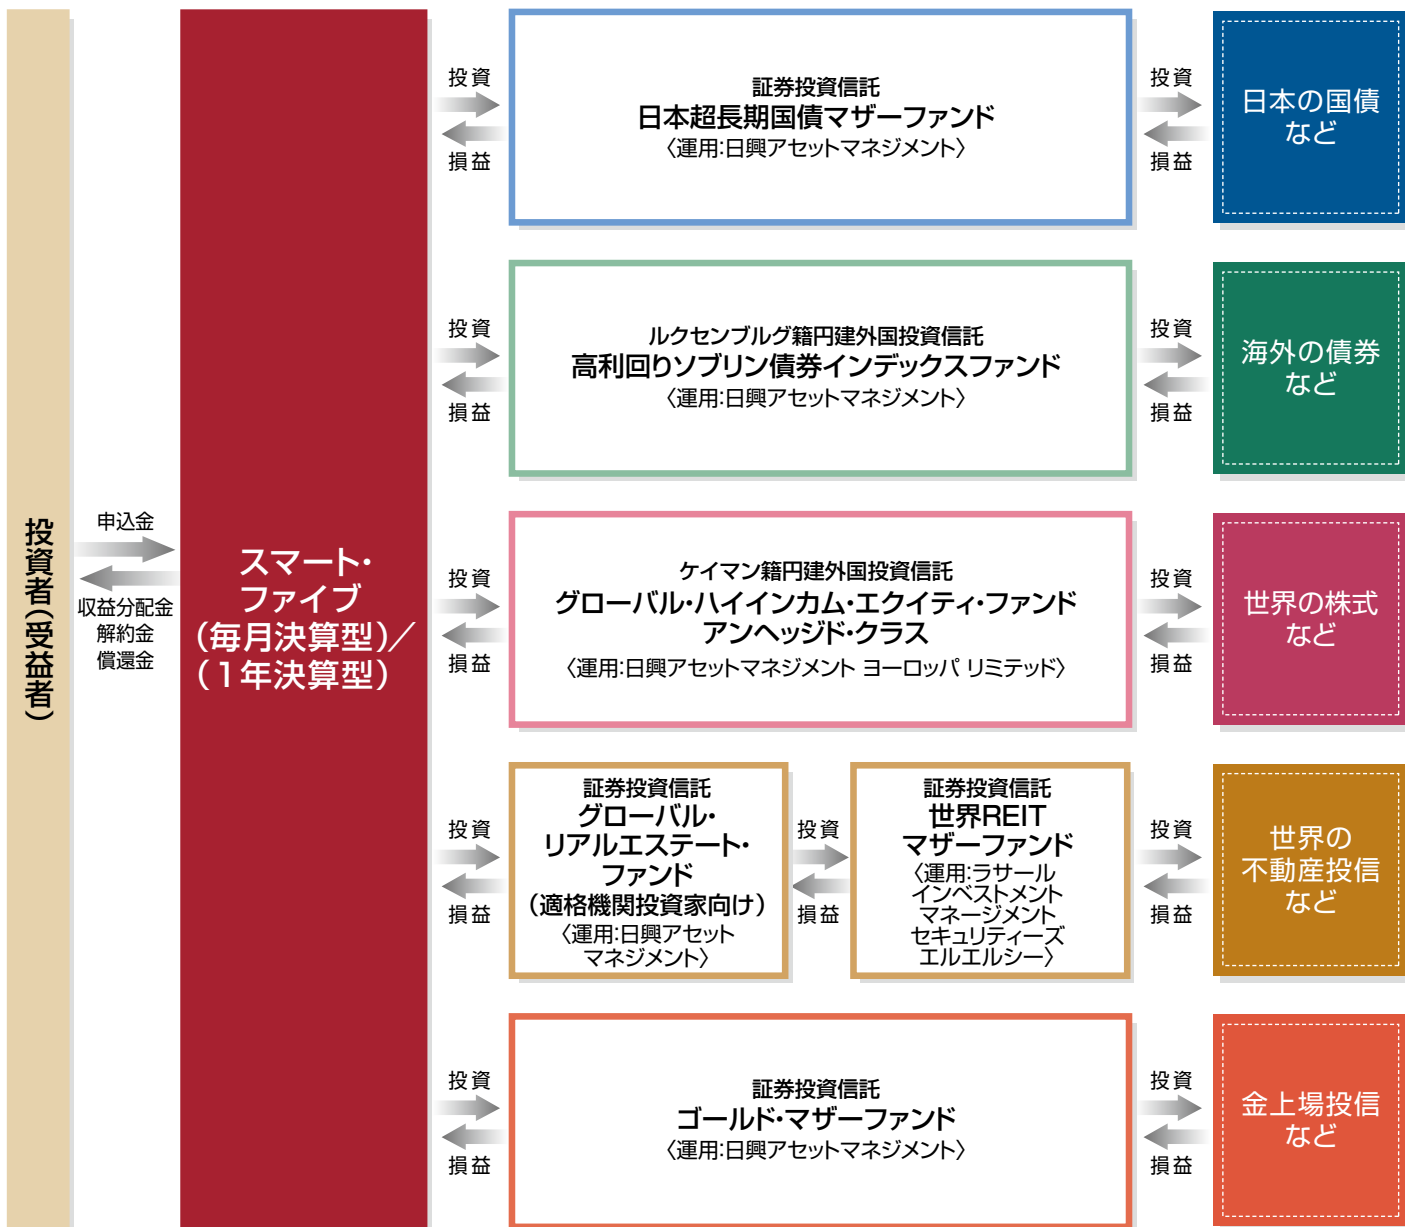 投資者(受益者)
申込金
収益分配金
解約金
償還金
スマート・
ファイブ
(毎月決算型)／
(1年決算型)
投資
損益
証券投資信託
日本超長期国債マザーファンド
〈運用:日興アセットマネジメント〉
投資
損益
日本の国債
など
投資
損益
ルクセンブルグ籍円建外国投資信託
高利回りソブリン債券インデックスファンド
〈運用:日興アセットマネジメント〉
投資
損益
海外の債券
など
投資
損益
ケイマン籍円建外国投資信託
グローバル・ハイインカム・エクイティ・ファンド
アンヘッジド・クラス
〈運用:日興アセットマネジメント ヨーロッパ リミテッド〉
投資
損益
世界の株式
など
投資
損益
証券投資信託
グローバル・
リアルエステート・
ファンド
(適格機関投資家向け)
〈運用:日興アセット
マネジメント〉
投資
損益
証券投資信託
世界REIT
マザーファンド
〈運用:ラサール
インベストメント
マネージメント
セキュリティーズ
エルエルシー〉
投資
損益
世界の
不動産投信
など
投資
損益
証券投資信託
ゴールド・マザーファンド
〈運用:日興アセットマネジメント〉
投資
損益
金上場投信
など